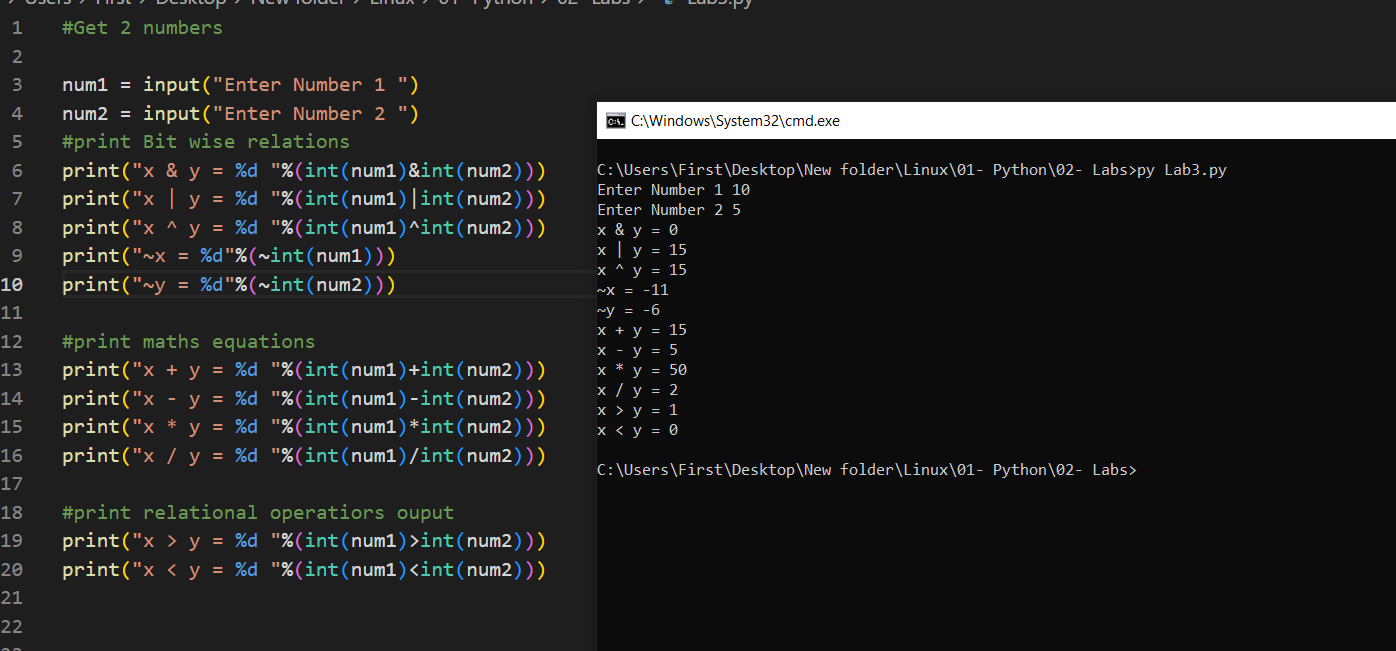 Users > First > Desktop > New folder > Linux > 01- Python > 02- Labs > Lab3.py
1 #Get 2 numbers
2
3 num1 = input("Enter Number 1 ")
4 num2 = input("Enter Number 2 ")
5 #print Bit wise relations
6 print("x & y = %d "%(int(num1)&int(num2)))
7 print("x | y = %d "%(int(num1)|int(num2)))
8 print("x ^ y = %d "%(int(num1)^int(num2)))
9 print("~x = %d"%(~int(num1)))
10 print("~y = %d"%(~int(num2)))
11
12 #print maths equations
13 print("x + y = %d "%(int(num1)+int(num2)))
14 print("x - y = %d "%(int(num1)-int(num2)))
15 print("x * y = %d "%(int(num1)*int(num2)))
16 print("x / y = %d "%(int(num1)/int(num2)))
17
18 #print relational operatiors ouput
19 print("x > y = %d "%(int(num1)>int(num2)))
20 print("x < y = %d "%(int(num1)<int(num2)))
21
22
C:\Windows\System32\cmd.exe
C:\Users\First\Desktop\New folder\Linux\01- Python\02- Labs>py Lab3.py
Enter Number 1 10
Enter Number 2 5
x & y = 0
x | y = 15
x ^ y = 15
~x = -11
~y = -6
x + y = 15
x - y = 5
x * y = 50
x / y = 2
x > y = 1
x < y = 0
C:\Users\First\Desktop\New folder\Linux\01- Python\02- Labs>